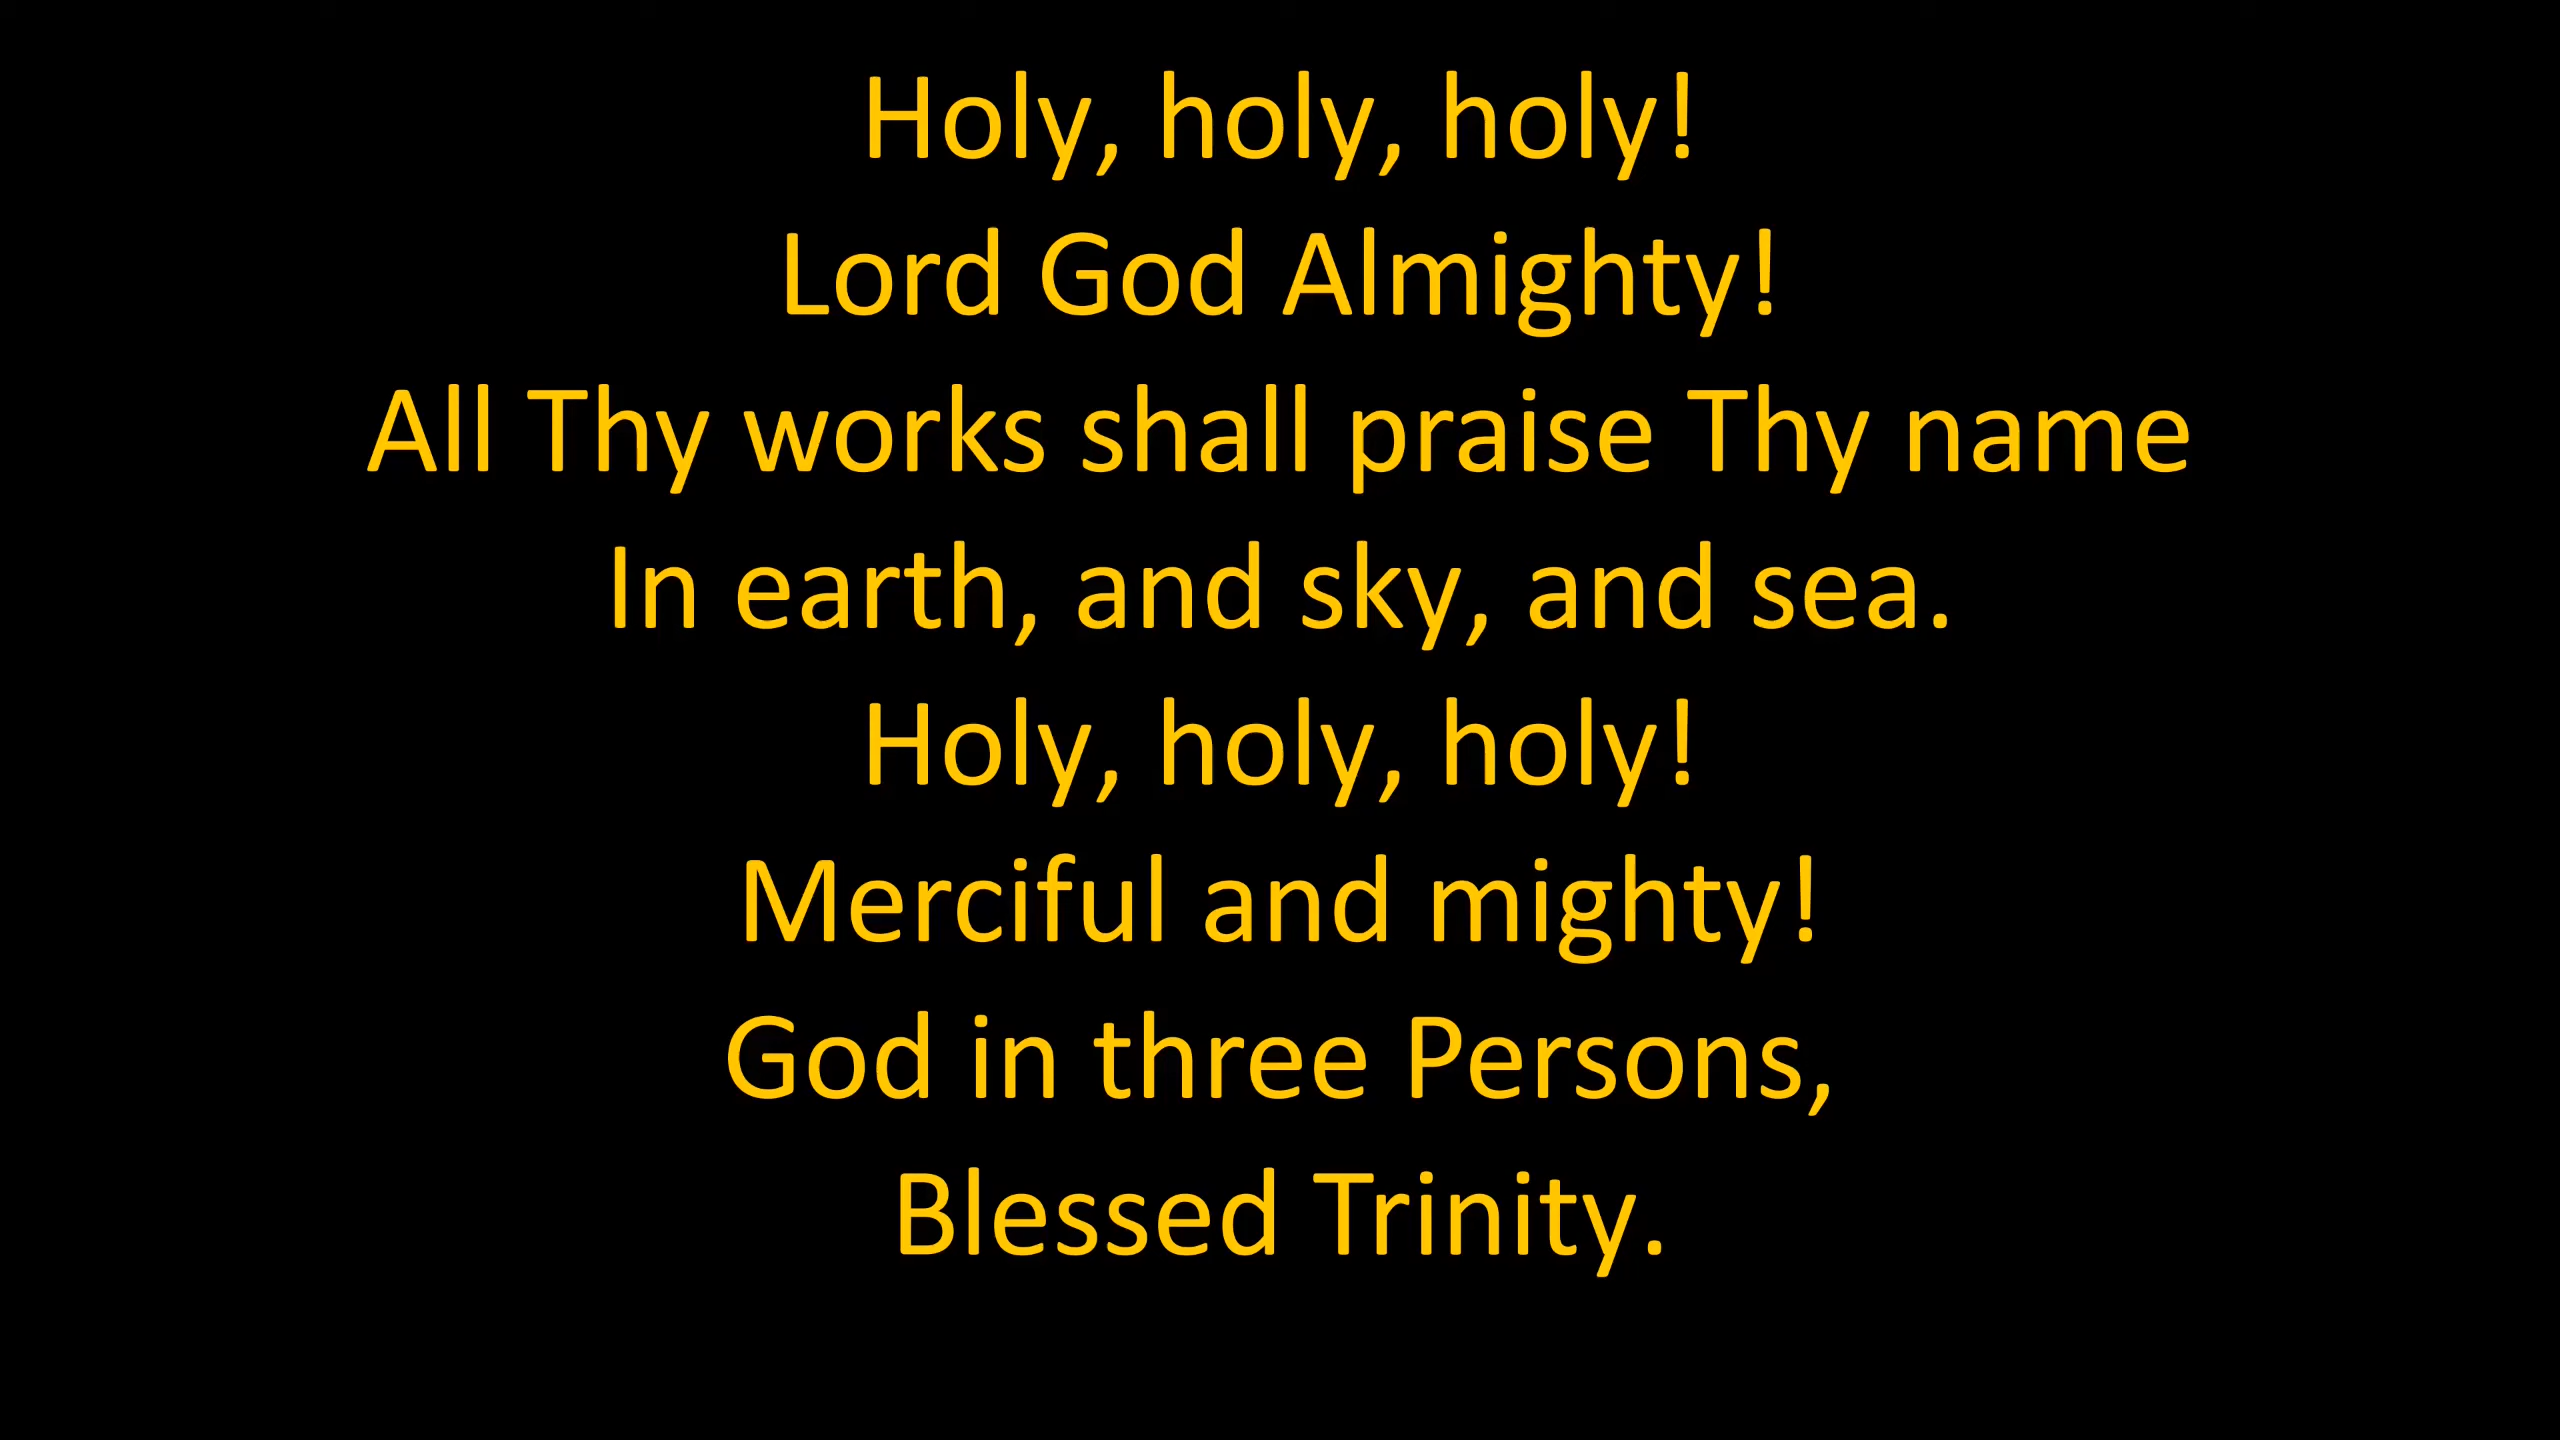 Holy, holy, holy!
Lord God Almighty!
All Thy works shall praise Thy name
In earth, and sky, and sea.
Holy, holy, holy!
Merciful and mighty!
God in three Persons,
Blessed Trinity.